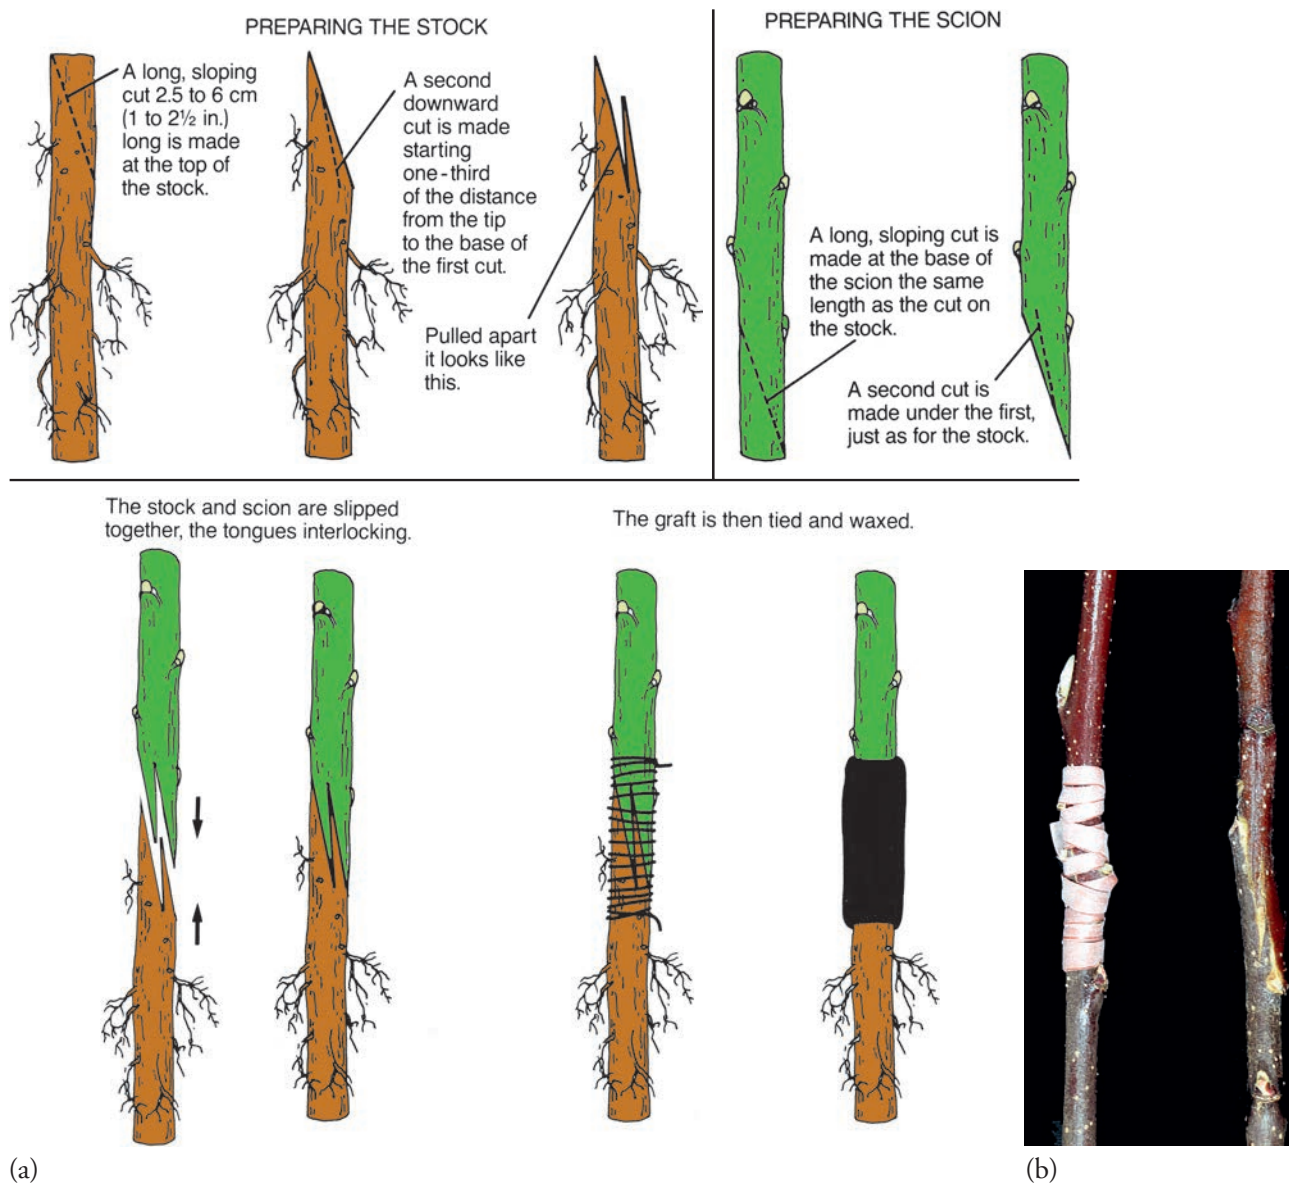 PREPARING THE STOCK
A long, sloping
cut 2.5 to 6 cm
(1 to 2½ in.)
long is made
at the top of
the stock.
A second
downward
cut is made
starting
one-third
of the distance
from the tip
to the base of
the first cut.
Pulled apart
it looks like
this.
PREPARING THE SCION
A long, sloping cut is
made at the base of
the scion the same
length as the cut on
the stock.
A second cut is
made under the first,
just as for the stock.
The stock and scion are slipped
together, the tongues interlocking.
The graft is then tied and waxed.
(a)
(b)